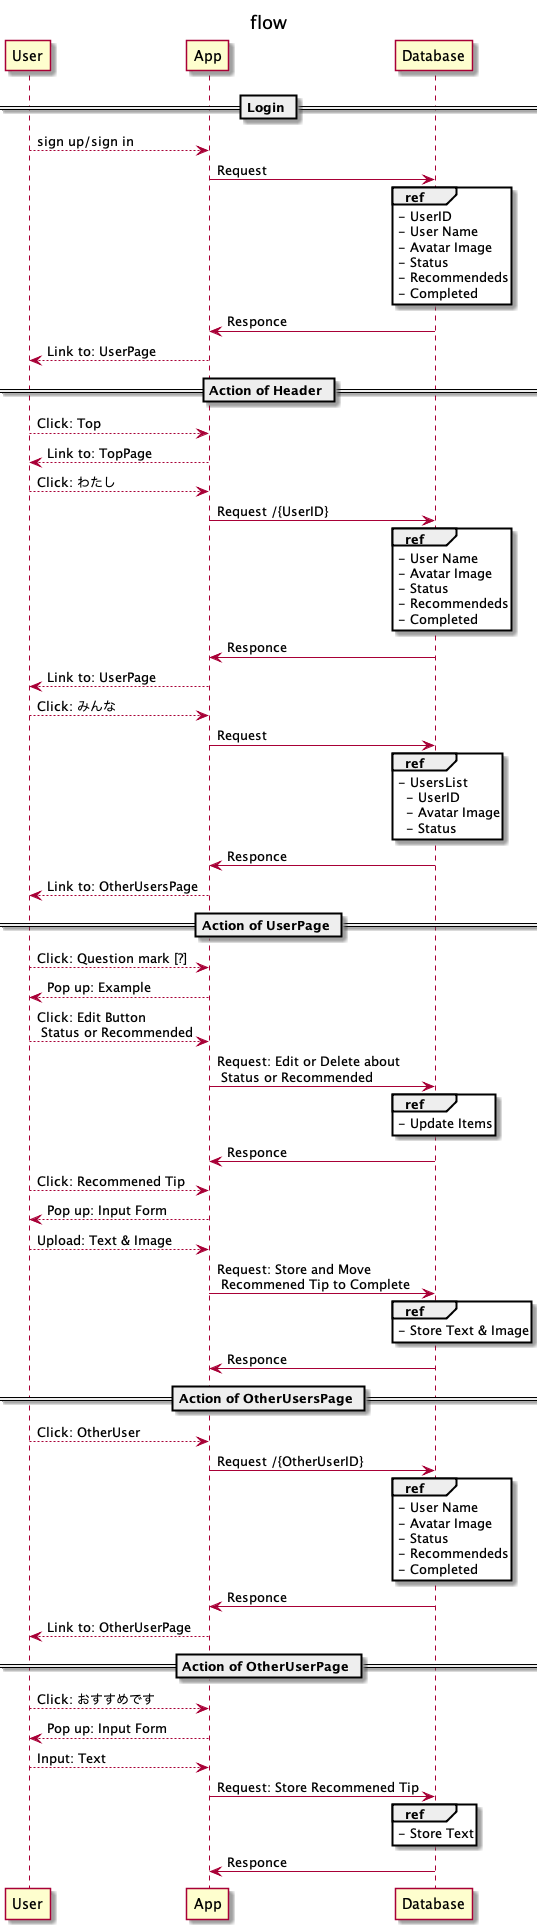 flow
User
App
Database
Login
sign up/sign in
Request
ref
- UserID
- User Name
- Avatar Image
- Status
- Recommendeds
- Completed
Responce
Link to: UserPage
Action of Header
Click: Top
Link to: TopPage
Click: わたし
Request /{UserID}
ref
- User Name
- Avatar Image
- Status
- Recommendeds
- Completed
Responce
Link to: UserPage
Click: みんな
Request
ref
- UsersList
- UserID
- Avatar Image
- Status
Responce
Link to: OtherUsersPage
Action of UserPage
Click: Question mark [?]
Pop up: Example
Click: Edit Button
Status or Recommended
Request: Edit or Delete about
Status or Recommended
ref
- Update Items
Responce
Click: Recommened Tip
Pop up: Input Form
Upload: Text & Image
Request: Store and Move
Recommened Tip to Complete
ref
- Store Text & Image
Responce
Action of OtherUsersPage
Click: OtherUser
Request /{OtherUserID}
ref
- User Name
- Avatar Image
- Status
- Recommendeds
- Completed
Responce
Link to: OtherUserPage
Action of OtherUserPage
Click: おすすめです
Pop up: Input Form
Input: Text
Request: Store Recommened Tip
ref
- Store Text
Responce
User
App
Database